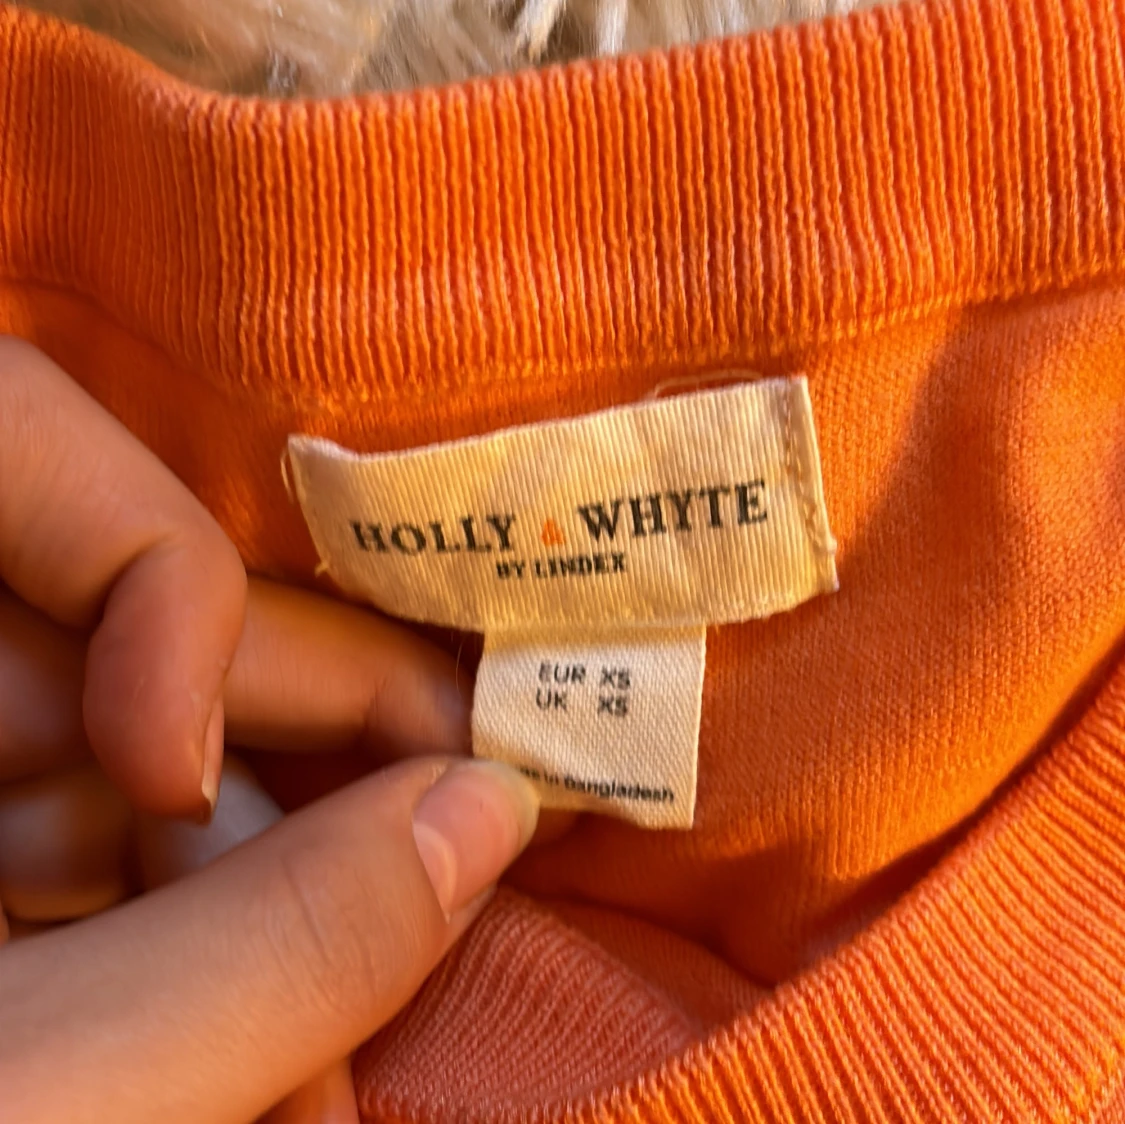 HOLLY & WHYTE
BY LINDEX
EUR XS
UK XS
in Bangladesh